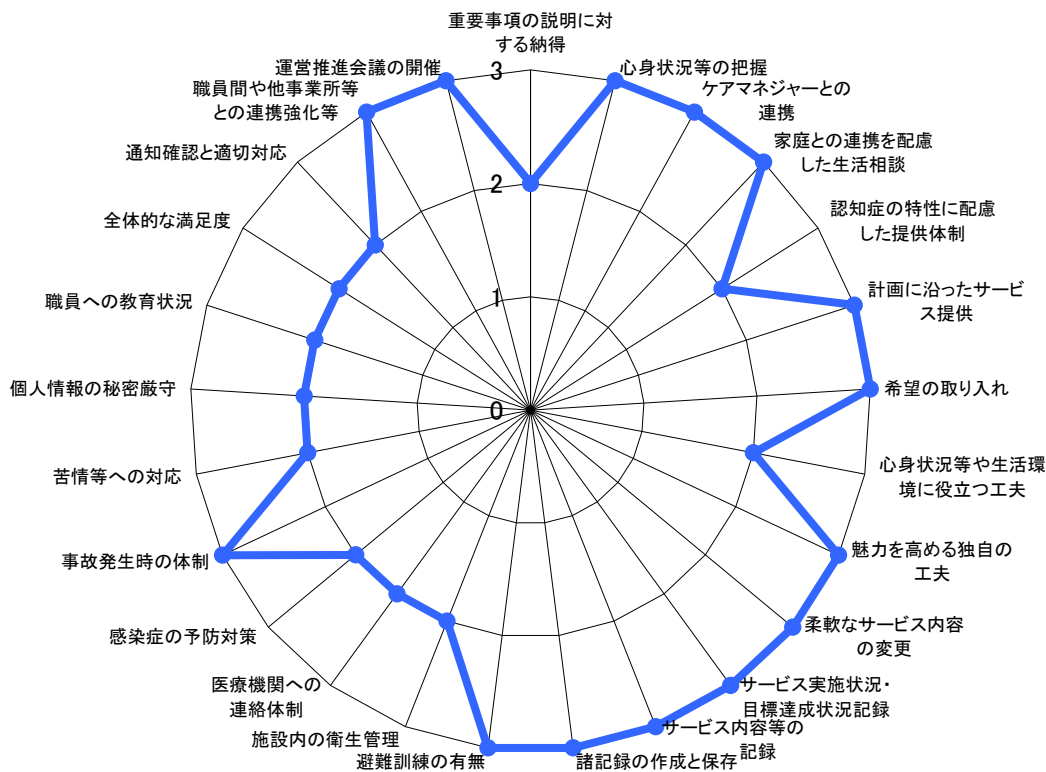 重要事項の説明に対
する納得
心身状況等の把握
ケアマネジャーとの
連携
家庭との連携を配慮
した生活相談
認知症の特性に配慮
した提供体制
計画に沿ったサービ
ス提供
希望の取り入れ
心身状況等や生活環
境に役立つ工夫
魅力を高める独自の
工夫
柔軟なサービス内容
の変更
サービス実施状況・
目標達成状況記録
サービス内容等の
記録
諸記録の作成と保存
避難訓練の有無
施設内の衛生管理
医療機関への
連絡体制
感染症の予防対策
事故発生時の体制
苦情等への対応
個人情報の秘密厳守
職員への教育状況
全体的な満足度
通知確認と適切対応
職員間や他事業所等
との連携強化等
運営推進会議の開催
3
2
1
0